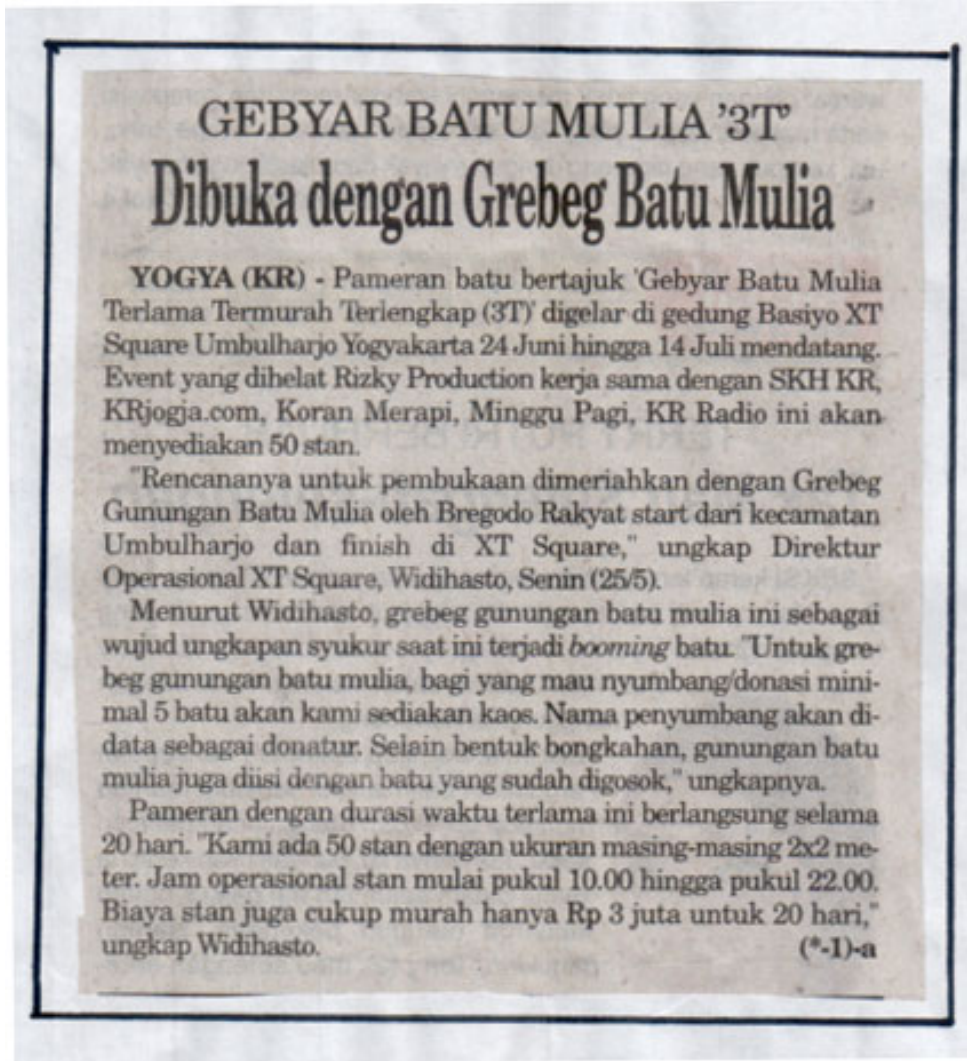 GEBYAR BATU MULIA '3T'
Dibuka dengan Grebeg Batu Mulia
YOGYA (KR) - Pameran batu bertajuk 'Gebyar Batu Mulia
Terlama Termurah Terlengkap (3T)' digelar di gedung Basiyo XT
Square Umbulharjo Yogyakarta 24 Juni hingga 14 Juli mendatang.
Event yang dihelat Rizky Production kerja sama dengan SKH KR,
KRjogja.com, Koran Merapi, Minggu Pagi, KR Radio ini akan
menyediakan 50 stan.
"Rencananya untuk pembukaan dimeriahkan dengan Grebeg
Gunungan Batu Mulia oleh Bregodo Rakyat start dari kecamatan
Umbulharjo dan finish di XT Square," ungkap Direktur
Operasional XT Square, Widihasto, Senin (25/5).
Menurut Widihasto, grebeg gunungan batu mulia ini sebagai
wujud ungkapan syukur saat ini terjadi booming batu. "Untuk gre-
beg gunungan batu mulia, bagi yang mau nyumbang/donasi mini-
mal 5 batu akan kami sediakan kaos. Nama penyumbang akan di-
data sebagai donatur. Selain bentuk bongkahan, gunungan batu
mulia juga diisi dengan batu yang sudah digosok," ungkapnya.
Pameran dengan durasi waktu terlama ini berlangsung selama
20 hari. "Kami ada 50 stan dengan ukuran masing-masing 2x2 me-
ter. Jam operasional stan mulai pukul 10.00 hingga pukul 22.00.
Biaya stan juga cukup murah hanya Rp 3 juta untuk 20 hari,"
ungkap Widihasto. (*-1)-a